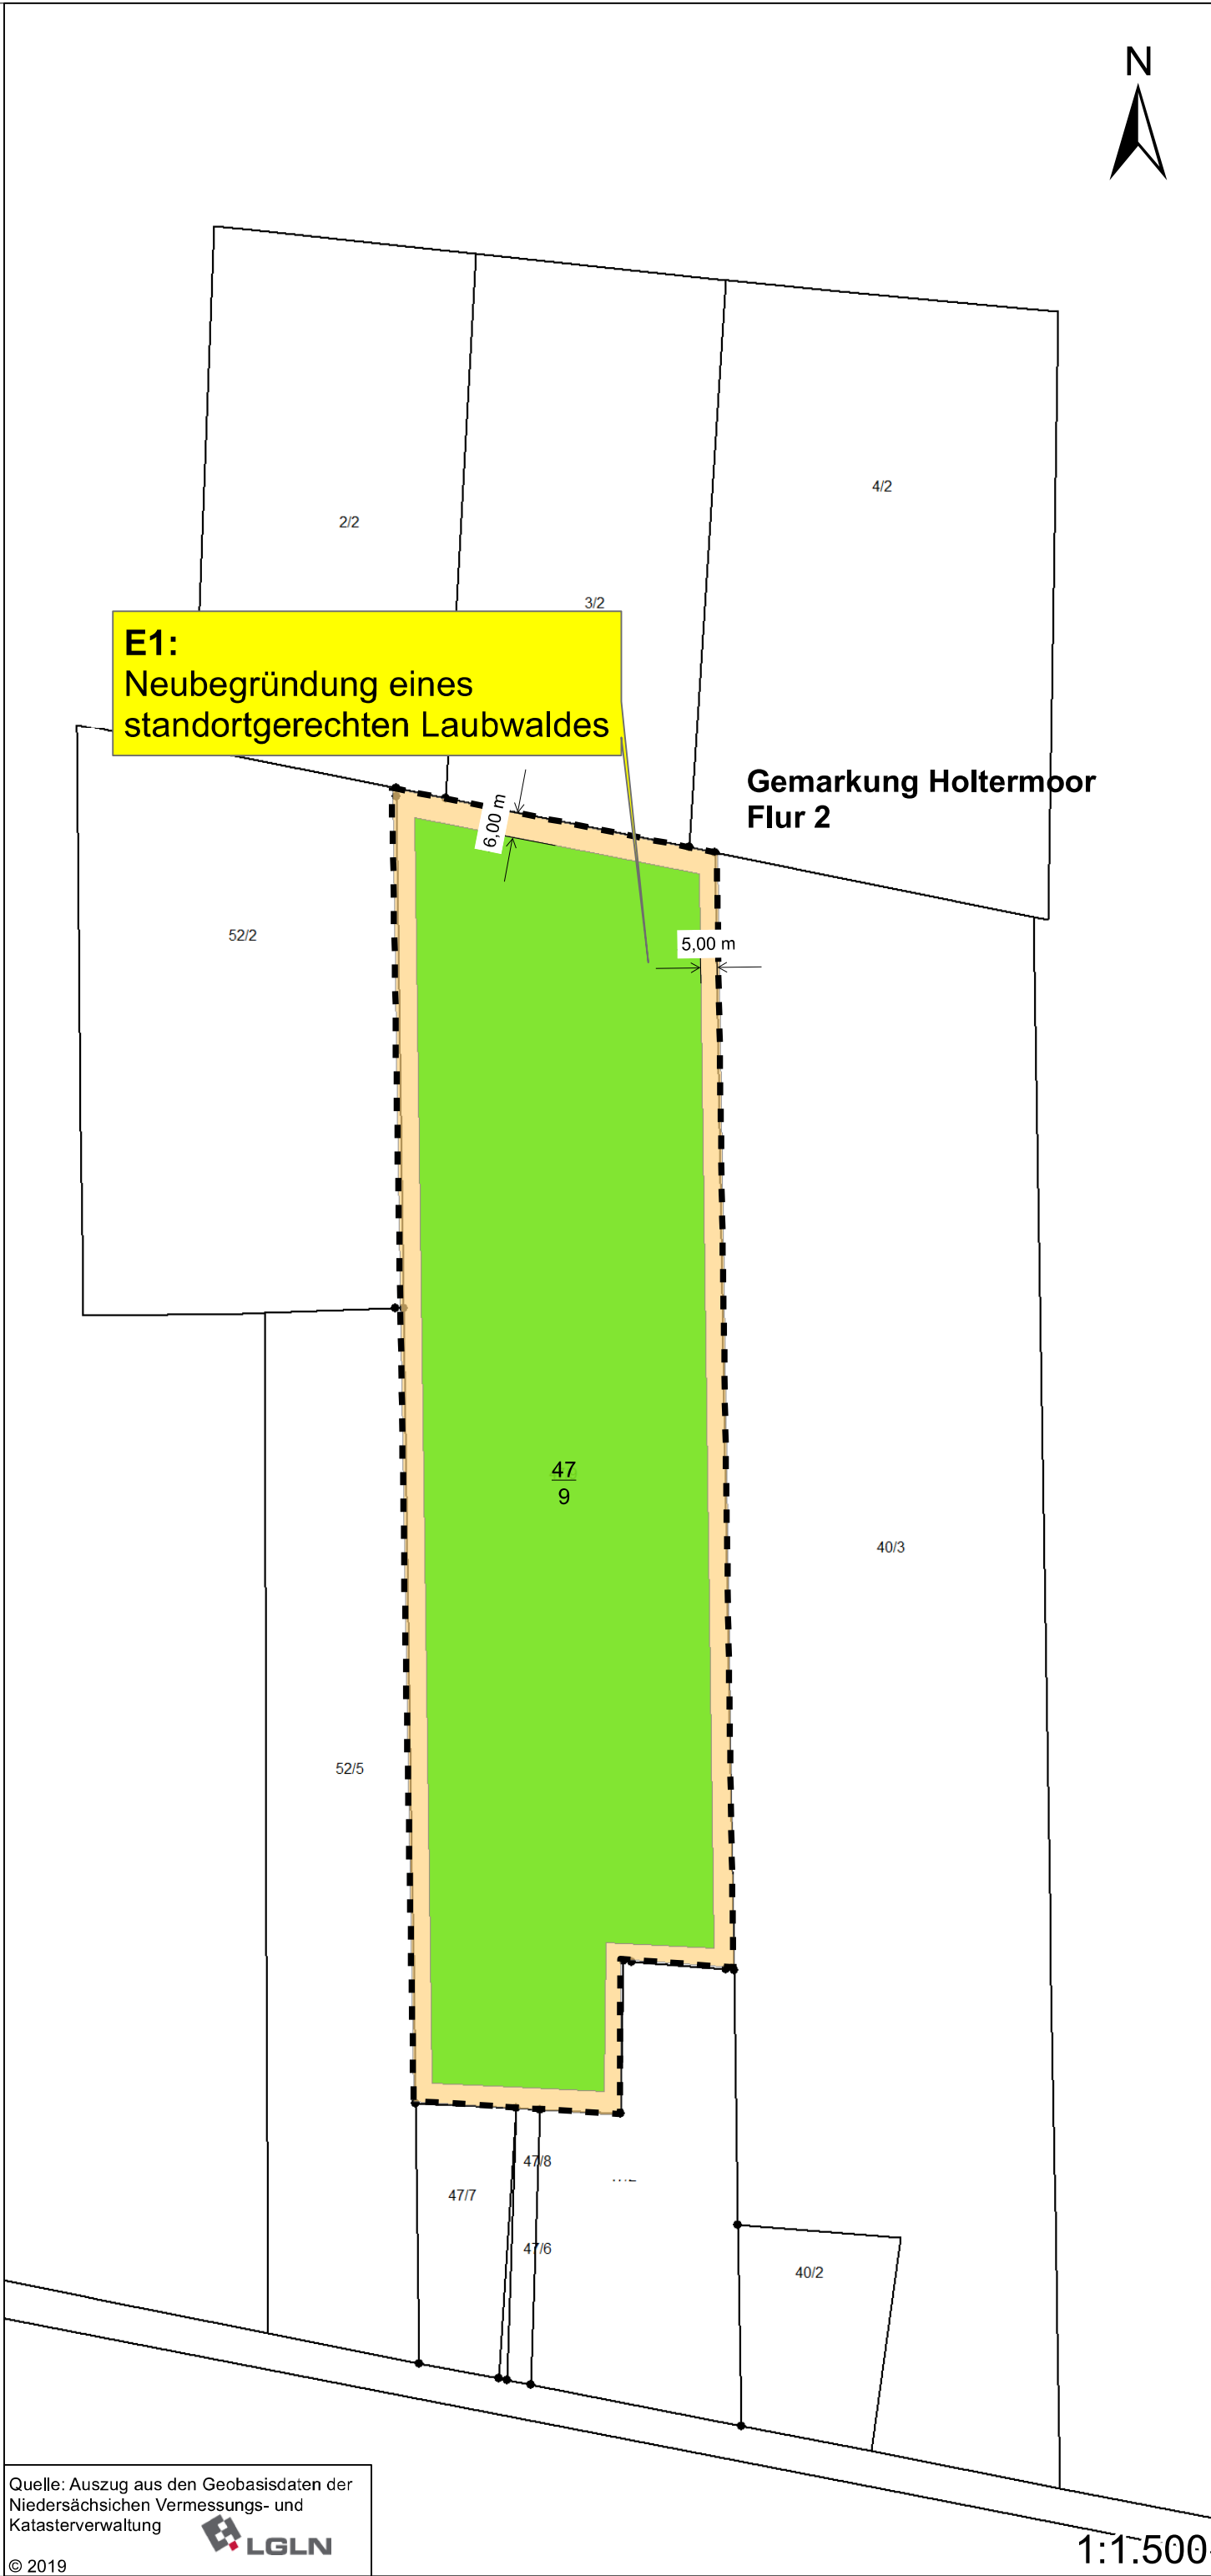 N
4/2
2/2
3/2
E1:
Neubegründung eines
standortgerechten Laubwaldes
Gemarkung Holtermoor
Flur 2
6,00 m
52/2
5,00 m
47
9
40/3
52/5
47/8
47/7
47/6
40/2
Quelle: Auszug aus den Geobasisdaten der
Niedersächsichen Vermessungs- und
Katasterverwaltung
LGLN
© 2019
1:1.500